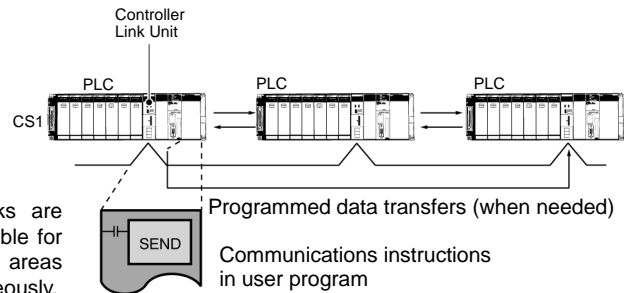 Controller
Link Unit
PLC
PLC
PLC
CS1
Programmed data transfers (when needed)
ks are
ble for
areas
eously.
SEND
Communications instructions
in user program